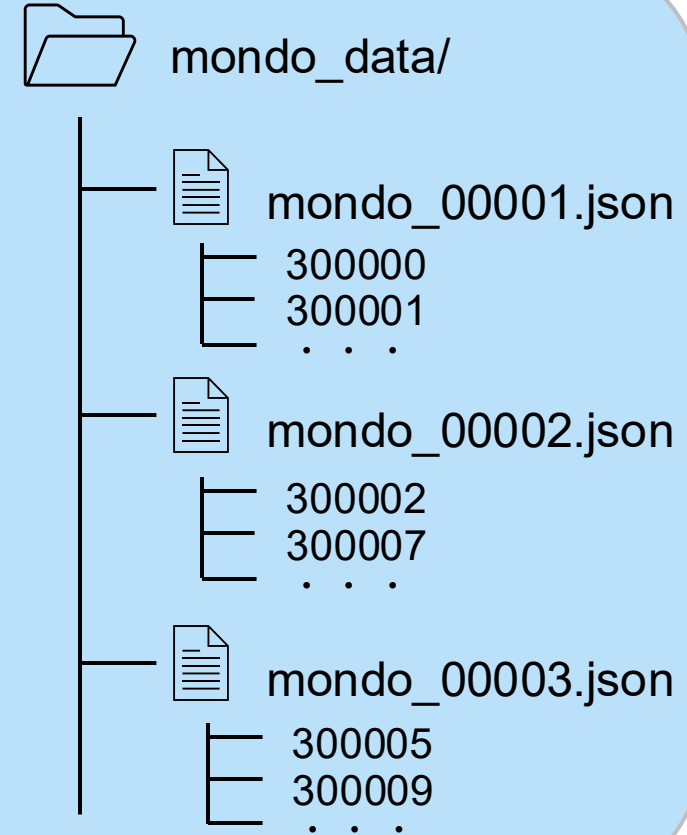 mondo_data/
mondo_00001.json
300000
300001
. . .
mondo_00002.json
300002
300007
. . .
mondo_00003.json
300005
300009
. . .